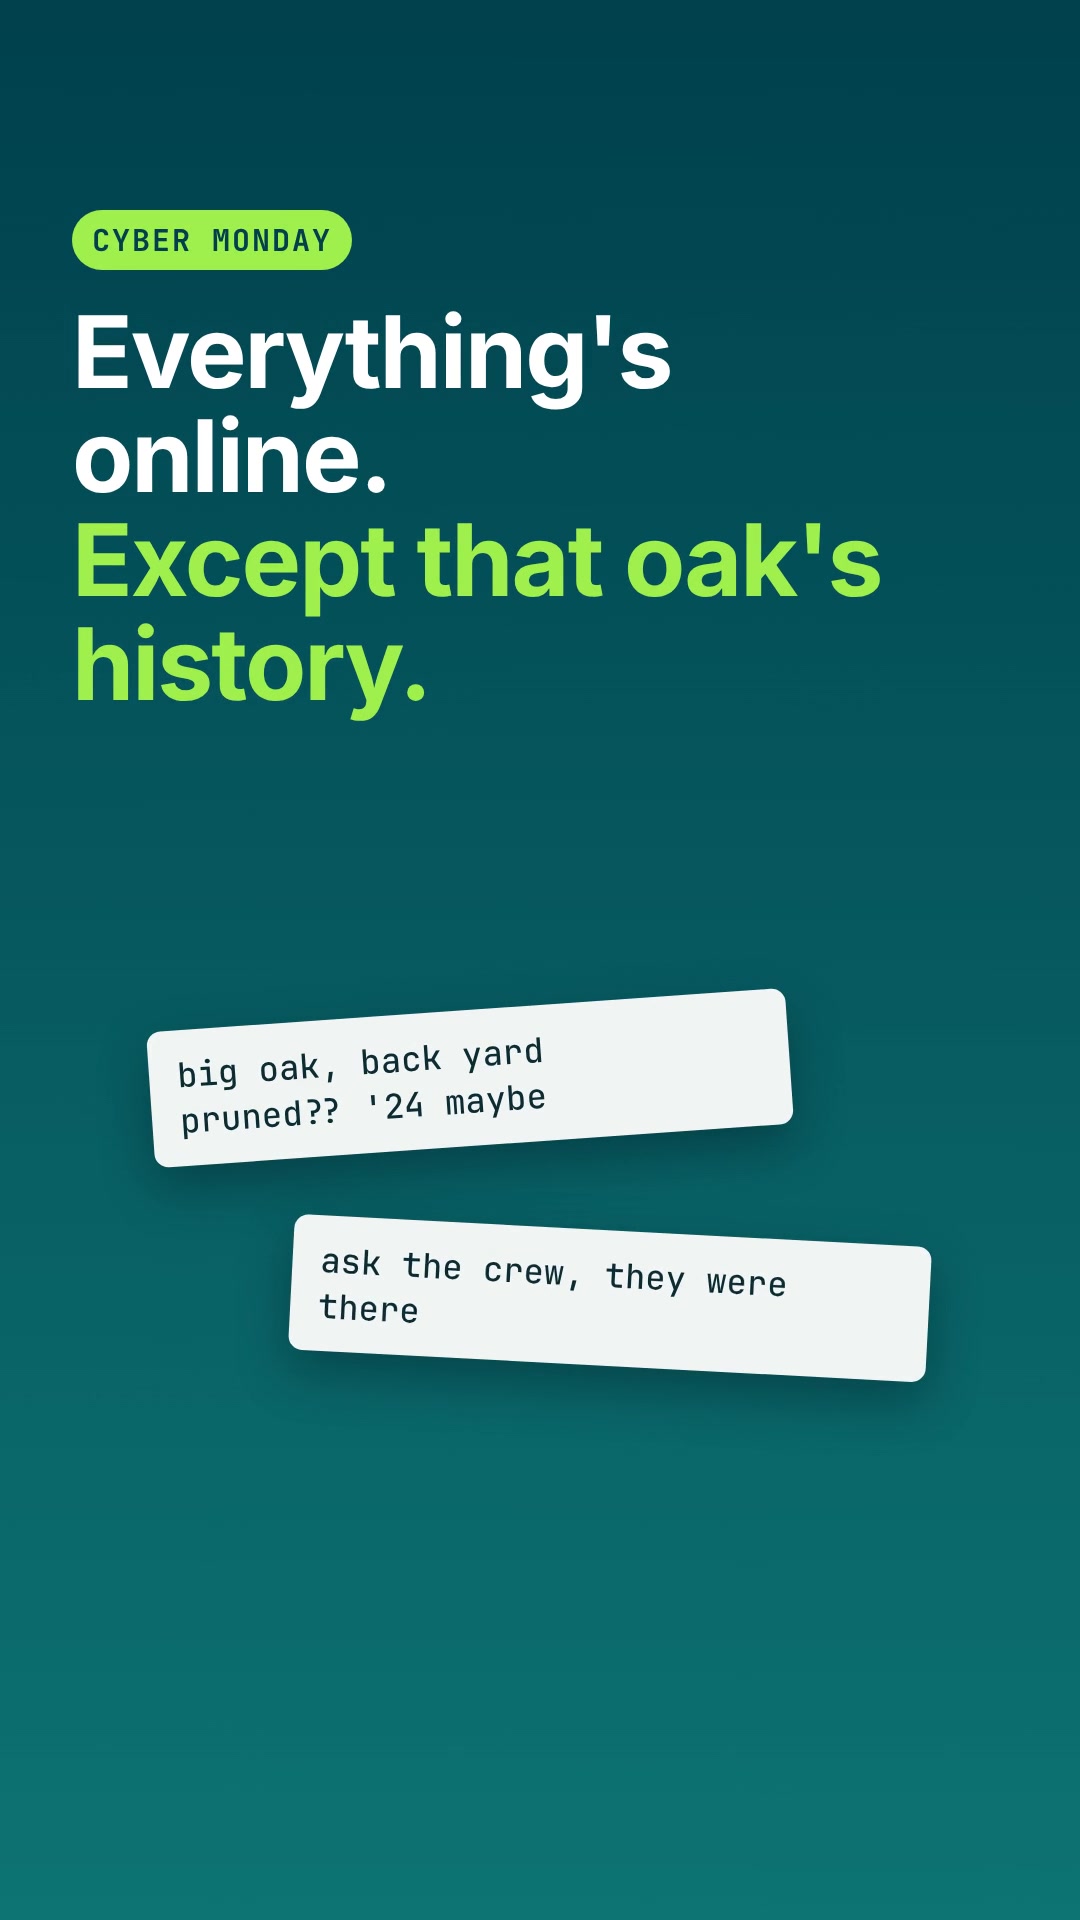 CYBER MONDAY
Everything's
online.
Except that oak's
history.
big oak, back yard
pruned?? '24 maybe
ask the crew, they were
there